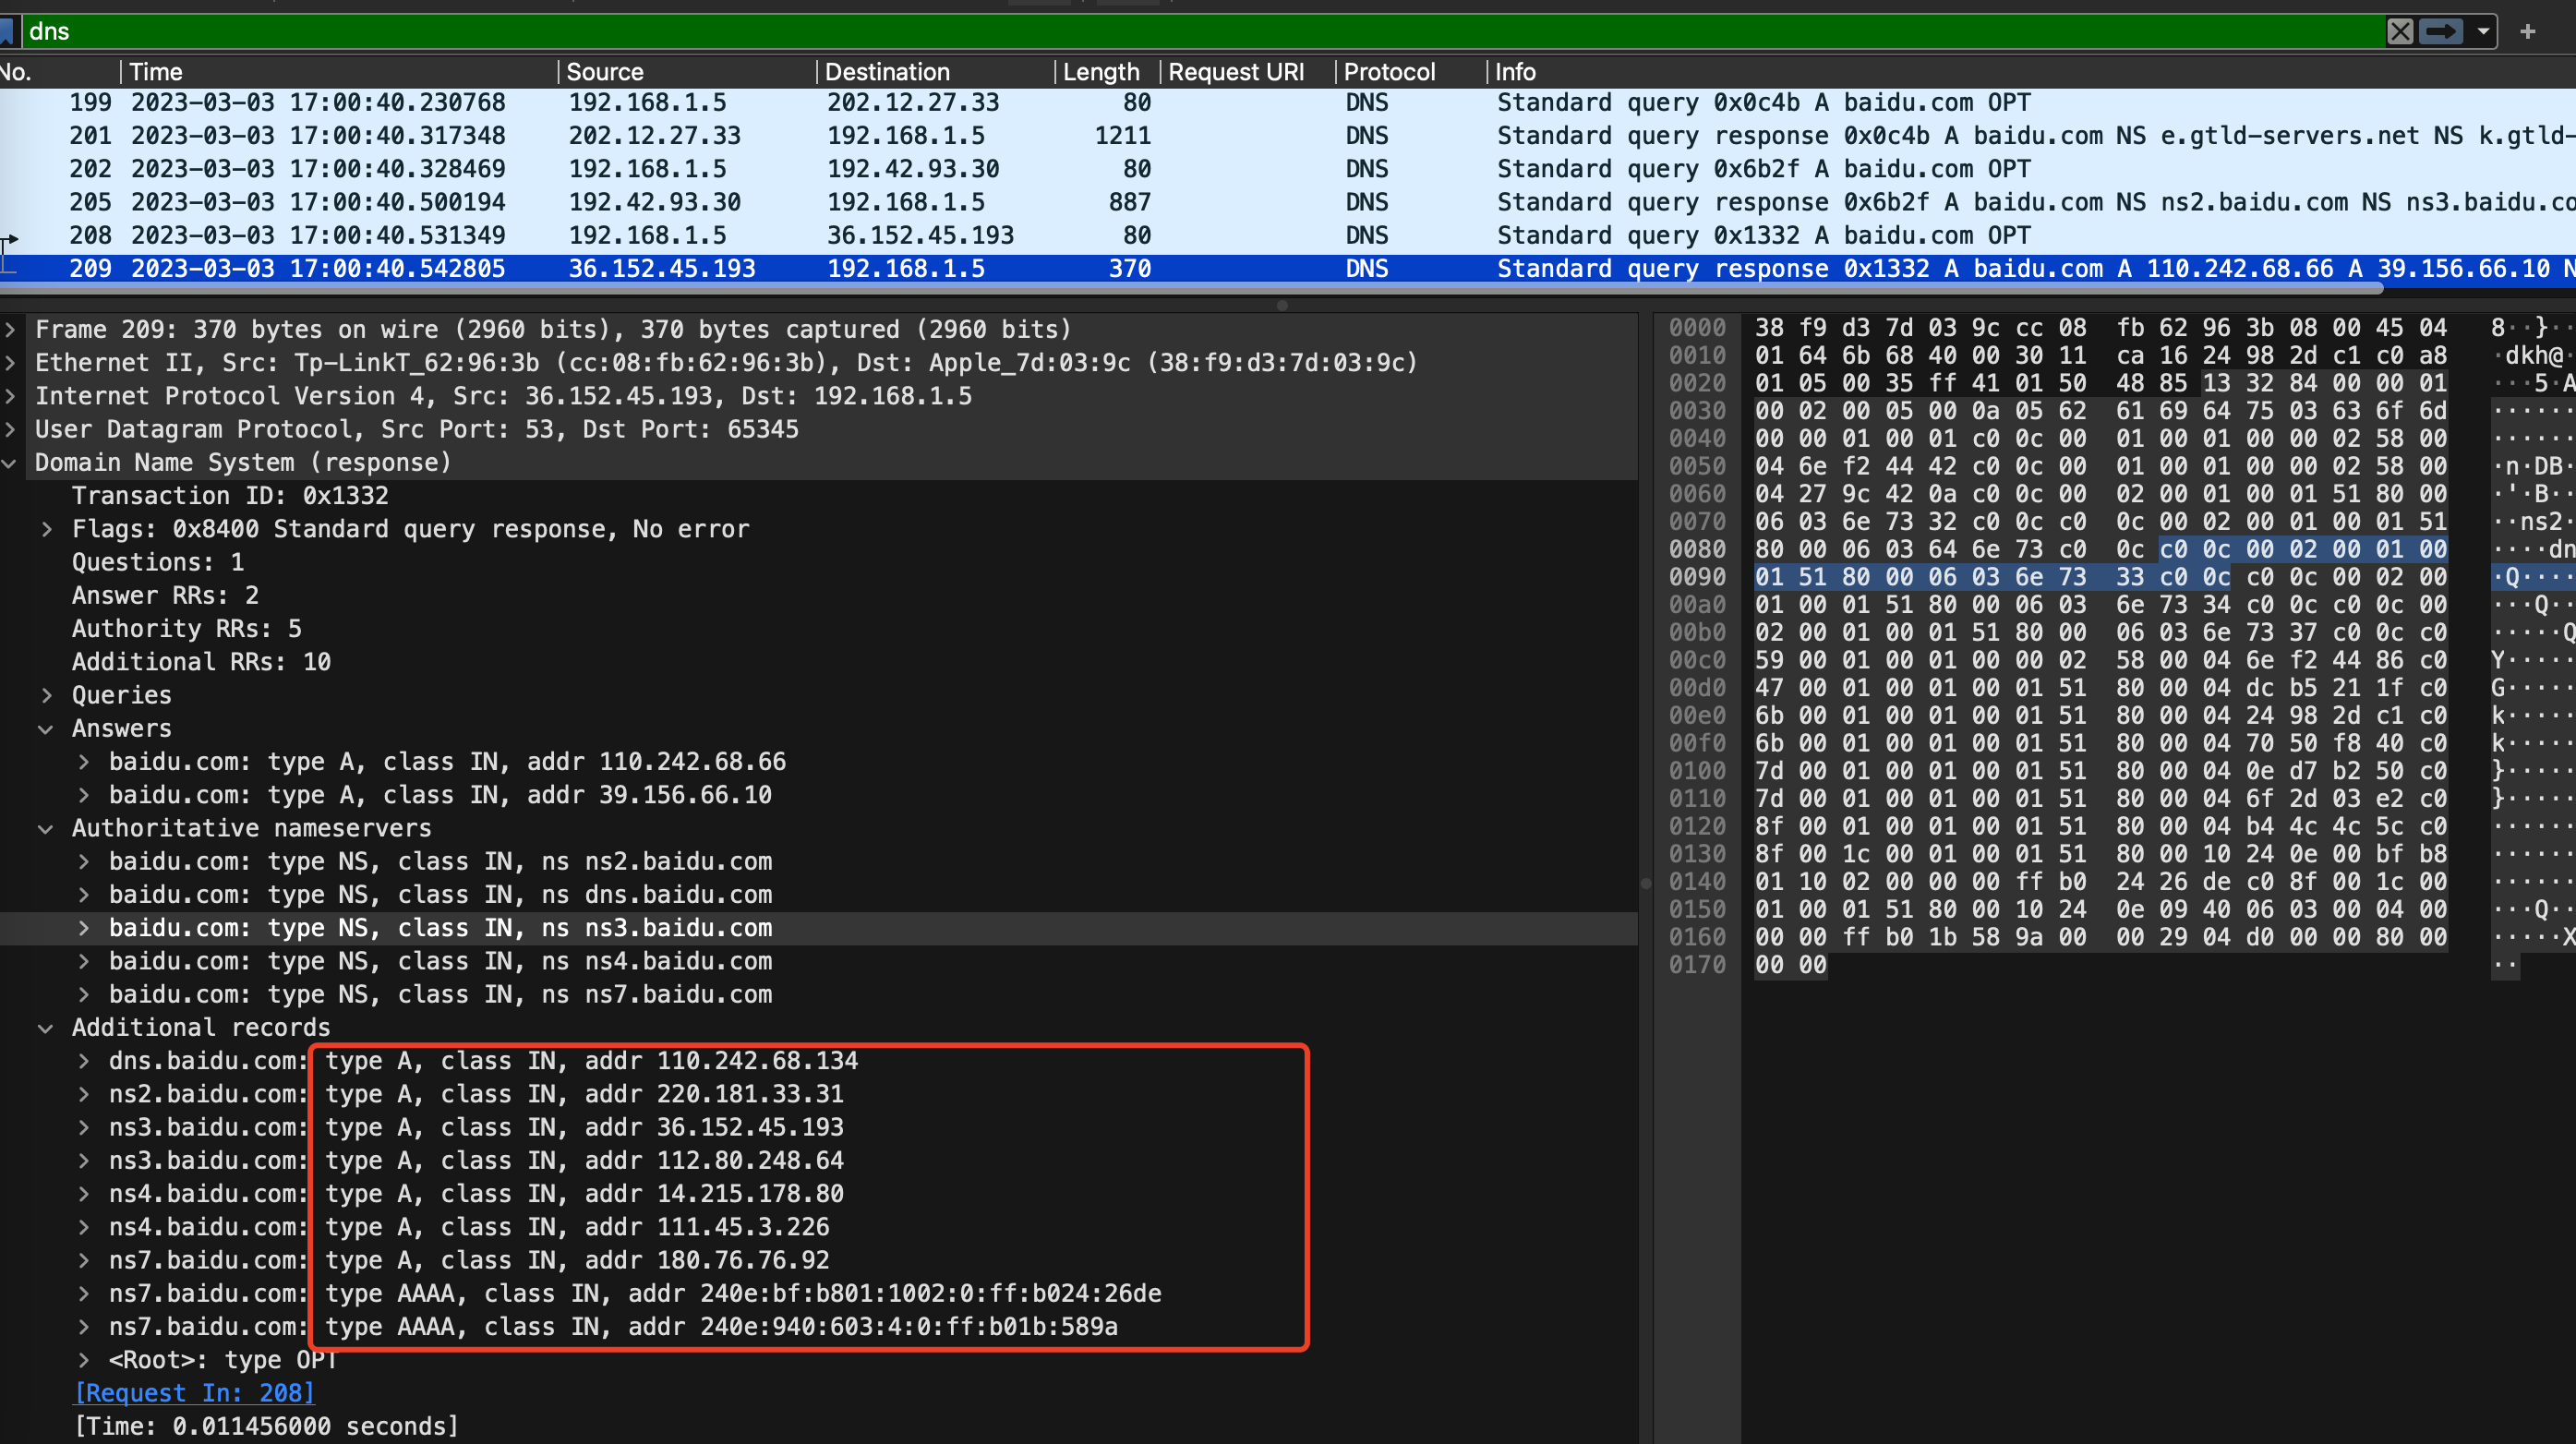 dns
No. Time Source Destination Length Request URI Protocol Info
199 2023-03-03 17:00:40.230768 192.168.1.5 202.12.27.33 80 DNS Standard query 0x0c4b A baidu.com OPT
201 2023-03-03 17:00:40.317348 202.12.27.33 192.168.1.5 1211 DNS Standard query response 0x0c4b A baidu.com NS e.gtld-servers.net NS k.gtld-
202 2023-03-03 17:00:40.328469 192.168.1.5 192.42.93.30 80 DNS Standard query 0x6b2f A baidu.com OPT
205 2023-03-03 17:00:40.500194 192.42.93.30 192.168.1.5 887 DNS Standard query response 0x6b2f A baidu.com NS ns2.baidu.com NS ns3.baidu.co
208 2023-03-03 17:00:40.531349 192.168.1.5 36.152.45.193 80 DNS Standard query 0x1332 A baidu.com OPT
209 2023-03-03 17:00:40.542805 36.152.45.193 192.168.1.5 370 DNS Standard query response 0x1332 A baidu.com A 110.242.68.66 A 39.156.66.10 N
Frame 209: 370 bytes on wire (2960 bits), 370 bytes captured (2960 bits)
Ethernet II, Src: Tp-LinkT_62:96:3b (cc:08:fb:62:96:3b), Dst: Apple_7d:03:9c (38:f9:d3:7d:03:9c)
Internet Protocol Version 4, Src: 36.152.45.193, Dst: 192.168.1.5
User Datagram Protocol, Src Port: 53, Dst Port: 65345
Domain Name System (response)
Transaction ID: 0x1332
Flags: 0x8400 Standard query response, No error
Questions: 1
Answer RRs: 2
Authority RRs: 5
Additional RRs: 10
Queries
Answers
baidu.com: type A, class IN, addr 110.242.68.66
baidu.com: type A, class IN, addr 39.156.66.10
Authoritative nameservers
baidu.com: type NS, class IN, ns ns2.baidu.com
baidu.com: type NS, class IN, ns dns.baidu.com
baidu.com: type NS, class IN, ns ns3.baidu.com
baidu.com: type NS, class IN, ns ns4.baidu.com
baidu.com: type NS, class IN, ns ns7.baidu.com
Additional records
dns.baidu.com: type A, class IN, addr 110.242.68.134
ns2.baidu.com: type A, class IN, addr 220.181.33.31
ns3.baidu.com: type A, class IN, addr 36.152.45.193
ns3.baidu.com: type A, class IN, addr 112.80.248.64
ns4.baidu.com: type A, class IN, addr 14.215.178.80
ns4.baidu.com: type A, class IN, addr 111.45.3.226
ns7.baidu.com: type A, class IN, addr 180.76.76.92
ns7.baidu.com: type AAAA, class IN, addr 240e:bf:b801:1002:0:ff:b024:26de
ns7.baidu.com: type AAAA, class IN, addr 240e:940:603:4:0:ff:b01b:589a
<Root>: type OPT
[Request In: 208]
[Time: 0.011456000 seconds]
0000 38 f9 d3 7d 03 9c cc 08 fb 62 96 3b 08 00 45 04 8··}··
0010 01 64 6b 68 40 00 30 11 ca 16 24 98 2d c1 c0 a8 ·dkh@·
0020 01 05 00 35 ff 41 01 50 48 85 13 32 84 00 00 01 ···5·A
0030 00 02 00 05 00 0a 05 62 61 69 64 75 03 63 6f 6d ······
0040 00 00 01 00 01 c0 0c 00 01 00 01 00 00 02 58 00 ······
0050 04 6e f2 44 42 c0 0c 00 01 00 01 00 00 02 58 00 ·n·DB·
0060 04 27 9c 42 0a c0 0c 00 02 00 01 00 01 51 80 00 ·'·B··
0070 06 03 6e 73 32 c0 0c c0 0c 00 02 00 01 00 01 51 ··ns2·
0080 80 00 06 03 64 6e 73 c0 0c c0 0c 00 02 00 01 00 ····dn
0090 01 51 80 00 06 03 6e 73 33 c0 0c c0 0c 00 02 00 ·Q····
00a0 01 00 01 51 80 00 06 03 6e 73 34 c0 0c c0 0c 00 ···Q··
00b0 02 00 01 00 01 51 80 00 06 03 6e 73 37 c0 0c c0 ·····Q
00c0 59 00 01 00 01 00 00 02 58 00 04 6e f2 44 86 c0 Y·····
00d0 47 00 01 00 01 00 01 51 80 00 04 dc b5 21 1f c0 G·····
00e0 6b 00 01 00 01 00 01 51 80 00 04 24 98 2d c1 c0 k·····
00f0 6b 00 01 00 01 00 01 51 80 00 04 70 50 f8 40 c0 k·····
0100 7d 00 01 00 01 00 01 51 80 00 04 0e d7 b2 50 c0 }·····
0110 7d 00 01 00 01 00 01 51 80 00 04 6f 2d 03 e2 c0 }·····
0120 8f 00 01 00 01 00 01 51 80 00 04 b4 4c 4c 5c c0 ······
0130 8f 00 1c 00 01 00 01 51 80 00 10 24 0e 00 bf b8 ······
0140 01 10 02 00 00 00 ff b0 24 26 de c0 8f 00 1c 00 ······
0150 01 00 01 51 80 00 10 24 0e 09 40 06 03 00 04 00 ···Q··
0160 00 00 ff b0 1b 58 9a 00 00 29 04 d0 00 00 80 00 ·····X
0170 00 00 ··